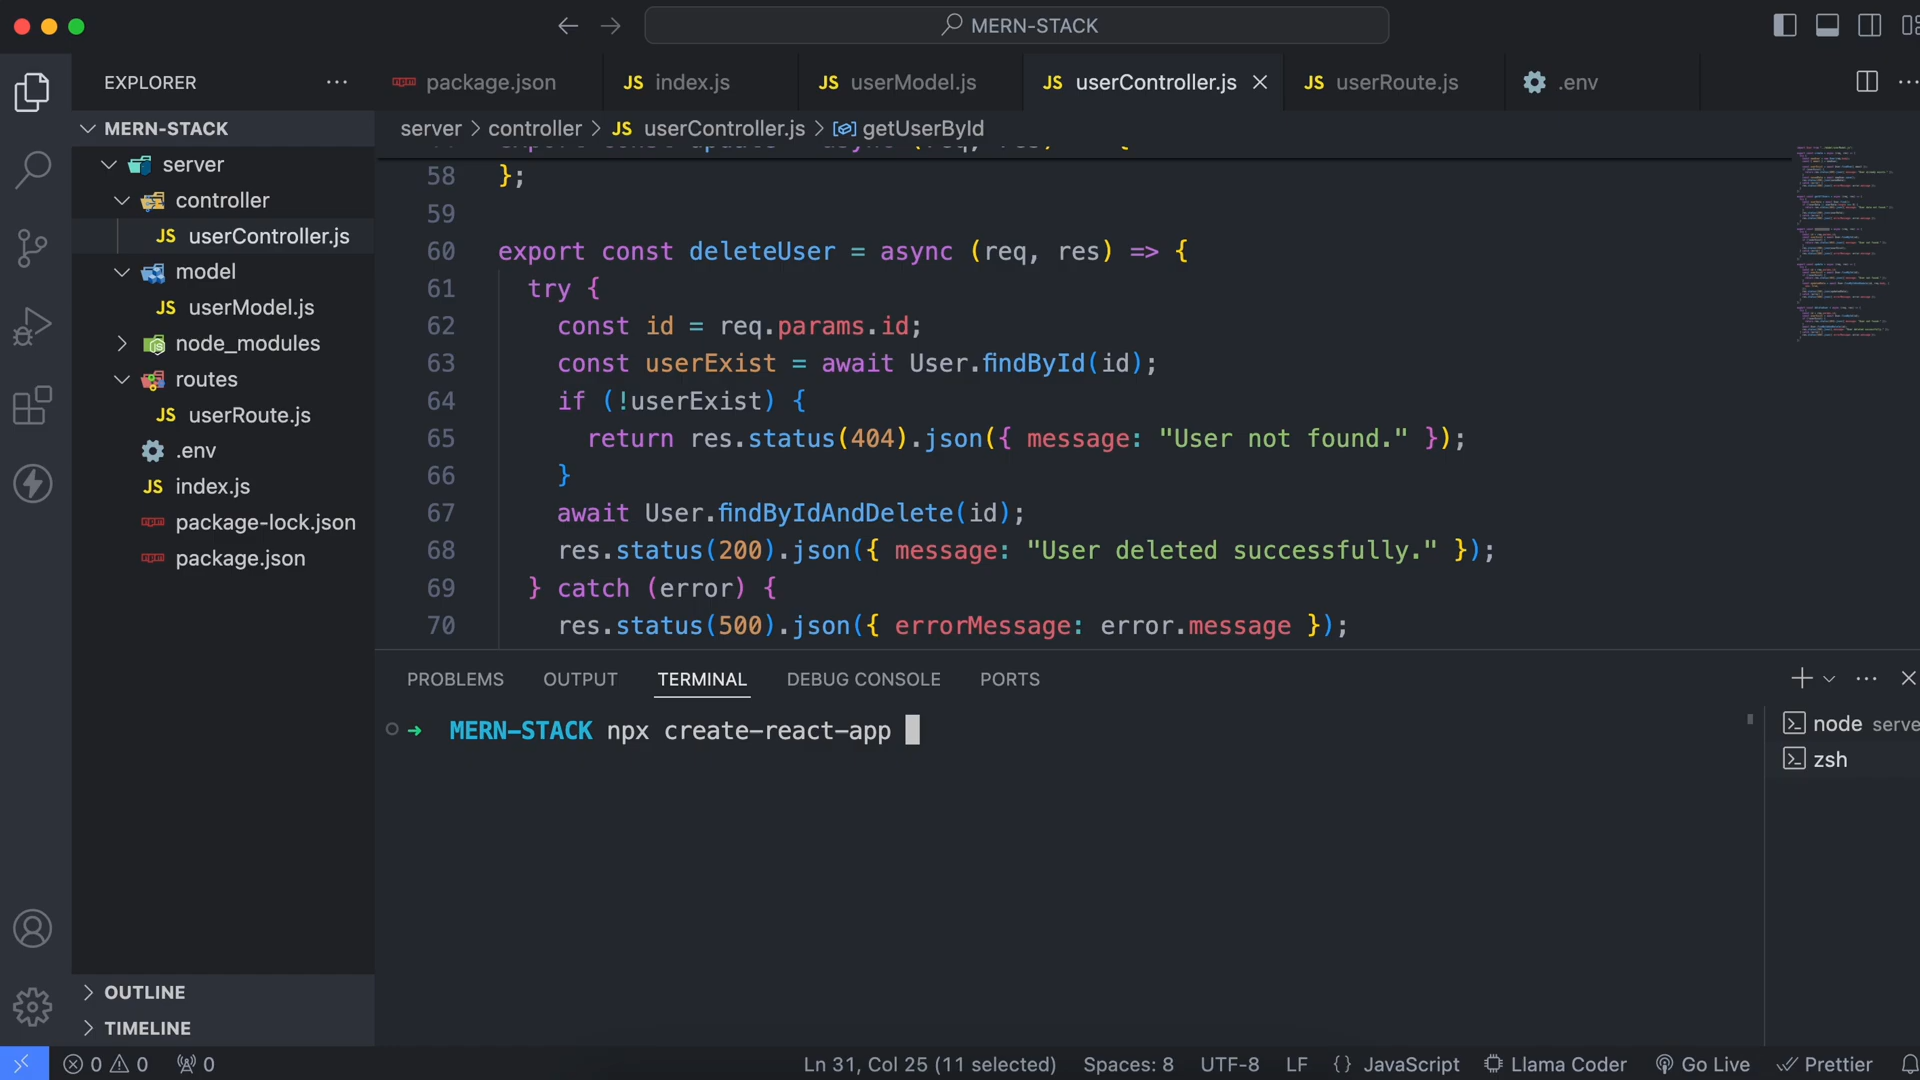 MERN-STACK
EXPLORER
package.json
JS index.js
JS userModel.js
JS userController.js
JS userRoute.js
.env
MERN-STACK
server
controller
JS userController.js
model
JS userModel.js
node_modules
routes
JS userRoute.js
.env
JS index.js
package-lock.json
package.json
OUTLINE
TIMELINE
server > controller > JS userController.js > getUserById
58 };
59
60 export const deleteUser = async (req, res) => {
61 try {
62 const id = req.params.id;
63 const userExist = await User.findById(id);
64 if (!userExist) {
65 return res.status(404).json({ message: "User not found." });
66 }
67 await User.findByIdAndDelete(id);
68 res.status(200).json({ message: "User deleted successfully." });
69 } catch (error) {
70 res.status(500).json({ errorMessage: error.message });
PROBLEMS OUTPUT TERMINAL DEBUG CONSOLE PORTS
➜ MERN-STACK npx create-react-app
node serve
zsh
0 0 0
Ln 31, Col 25 (11 selected) Spaces: 8 UTF-8 LF {} JavaScript Llama Coder Go Live Prettier